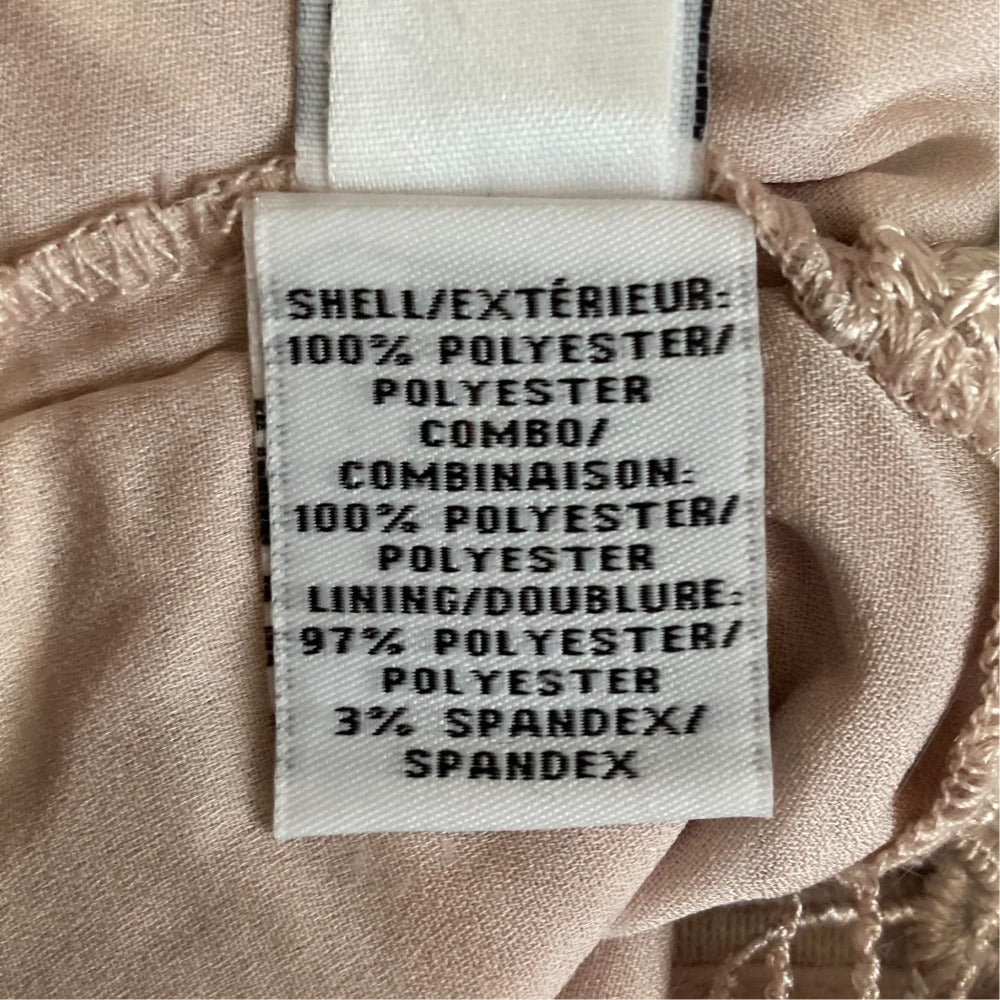 SHELL/EXTÉRIEUR:
100% POLYESTER/
POLYESTER
COMBO/
COMBINAISON:
100% POLYESTER/
POLYESTER
LINING/DOUBLURE:
97% POLYESTER/
POLYESTER
3% SPANDEX/
SPANDEX